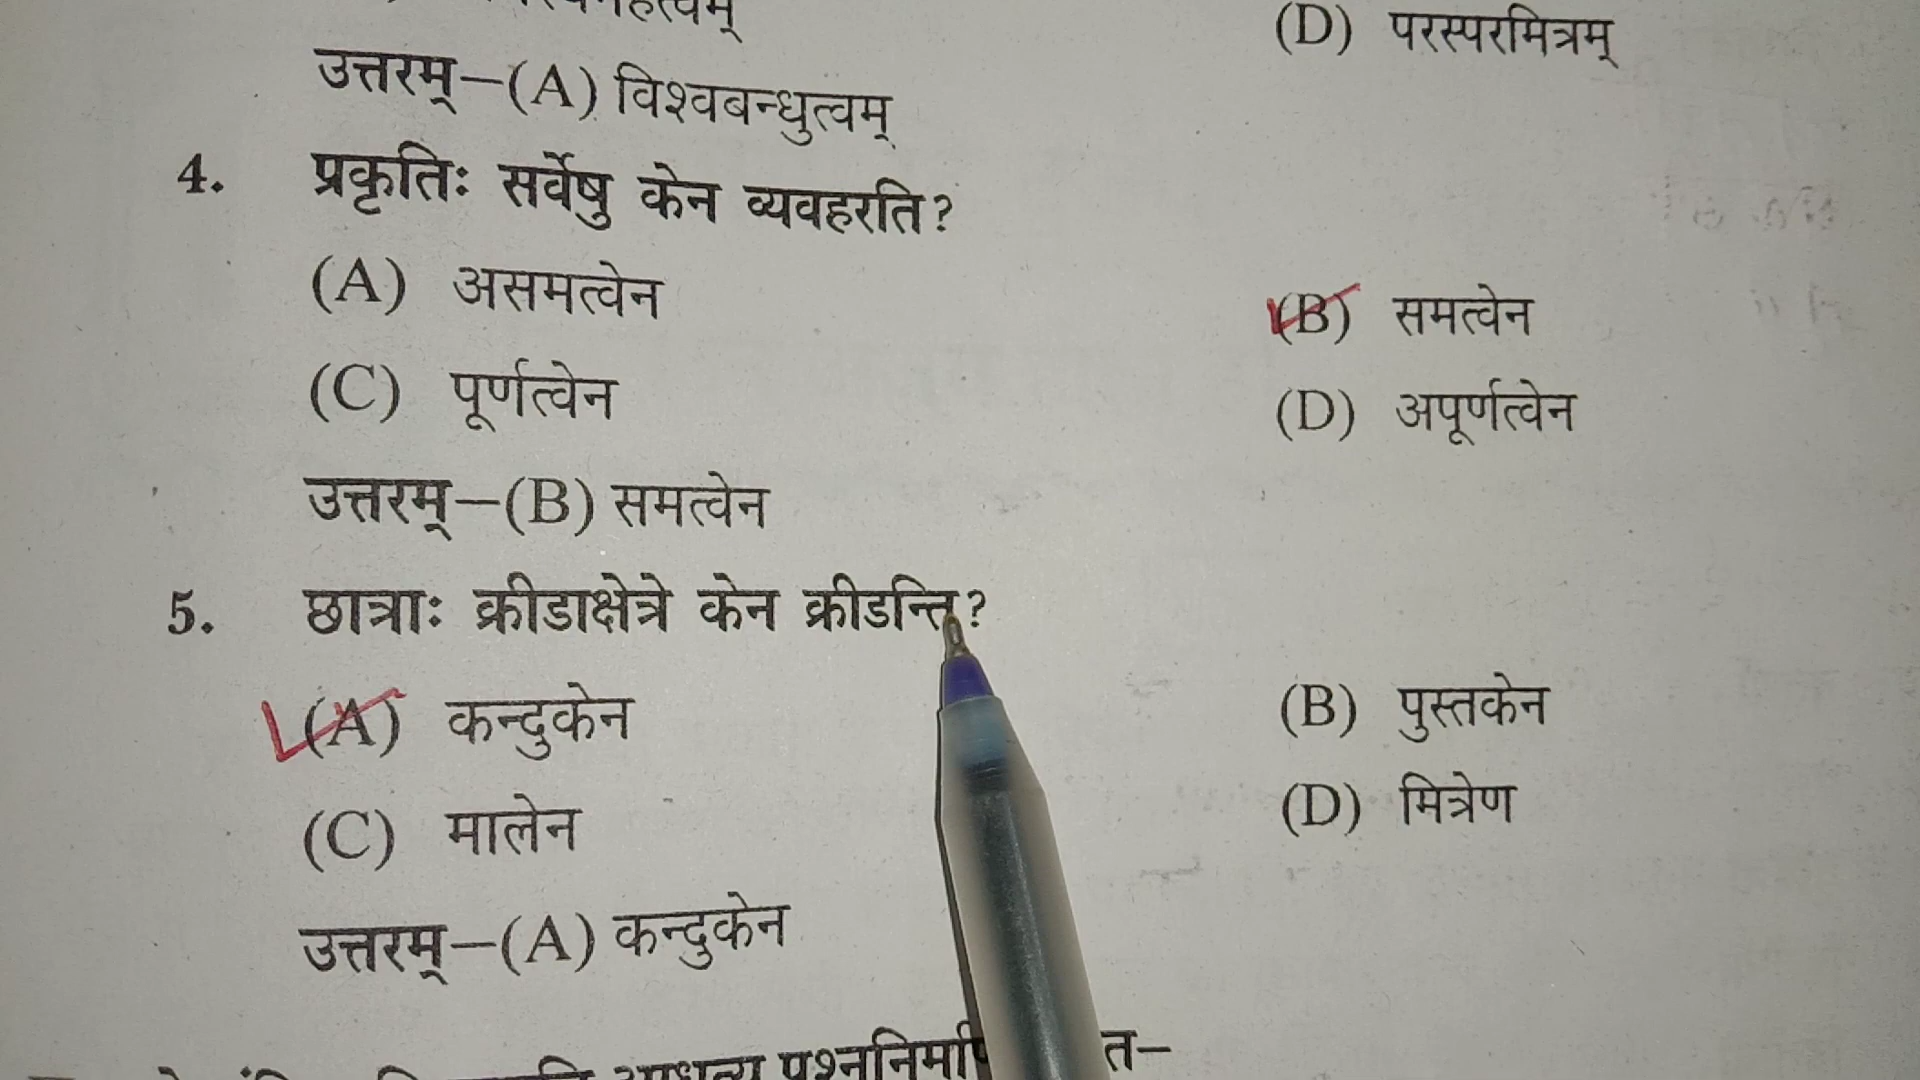 (D) परस्परमित्रम्
उत्तरम्–(A) विश्वबन्धुत्वम्
4. प्रकृतिः सर्वेषु केन व्यवहरति?
(A) असमत्वेन (B) समत्वेन
(C) पूर्णत्वेन (D) अपूर्णत्वेन
उत्तरम्–(B) समत्वेन
5. छात्राः क्रीडाक्षेत्रे केन क्रीडन्ति?
(A) कन्दुकेन (B) पुस्तकेन
(C) मालेन (D) मित्रेण
उत्तरम्–(A) कन्दुकेन